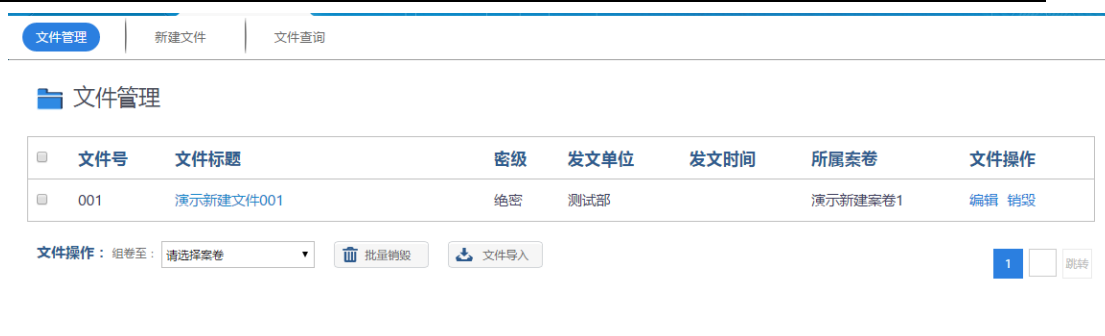 文件管理 新建文件 文件查询
文件管理
文件号 文件标题 密级 发文单位 发文时间 所属案卷 文件操作
001 演示新建文件001 绝密 测试部 演示新建案卷1 编辑 销毁
文件操作： 组卷至： 请选择案卷 批量销毁 文件导入 1 跳转